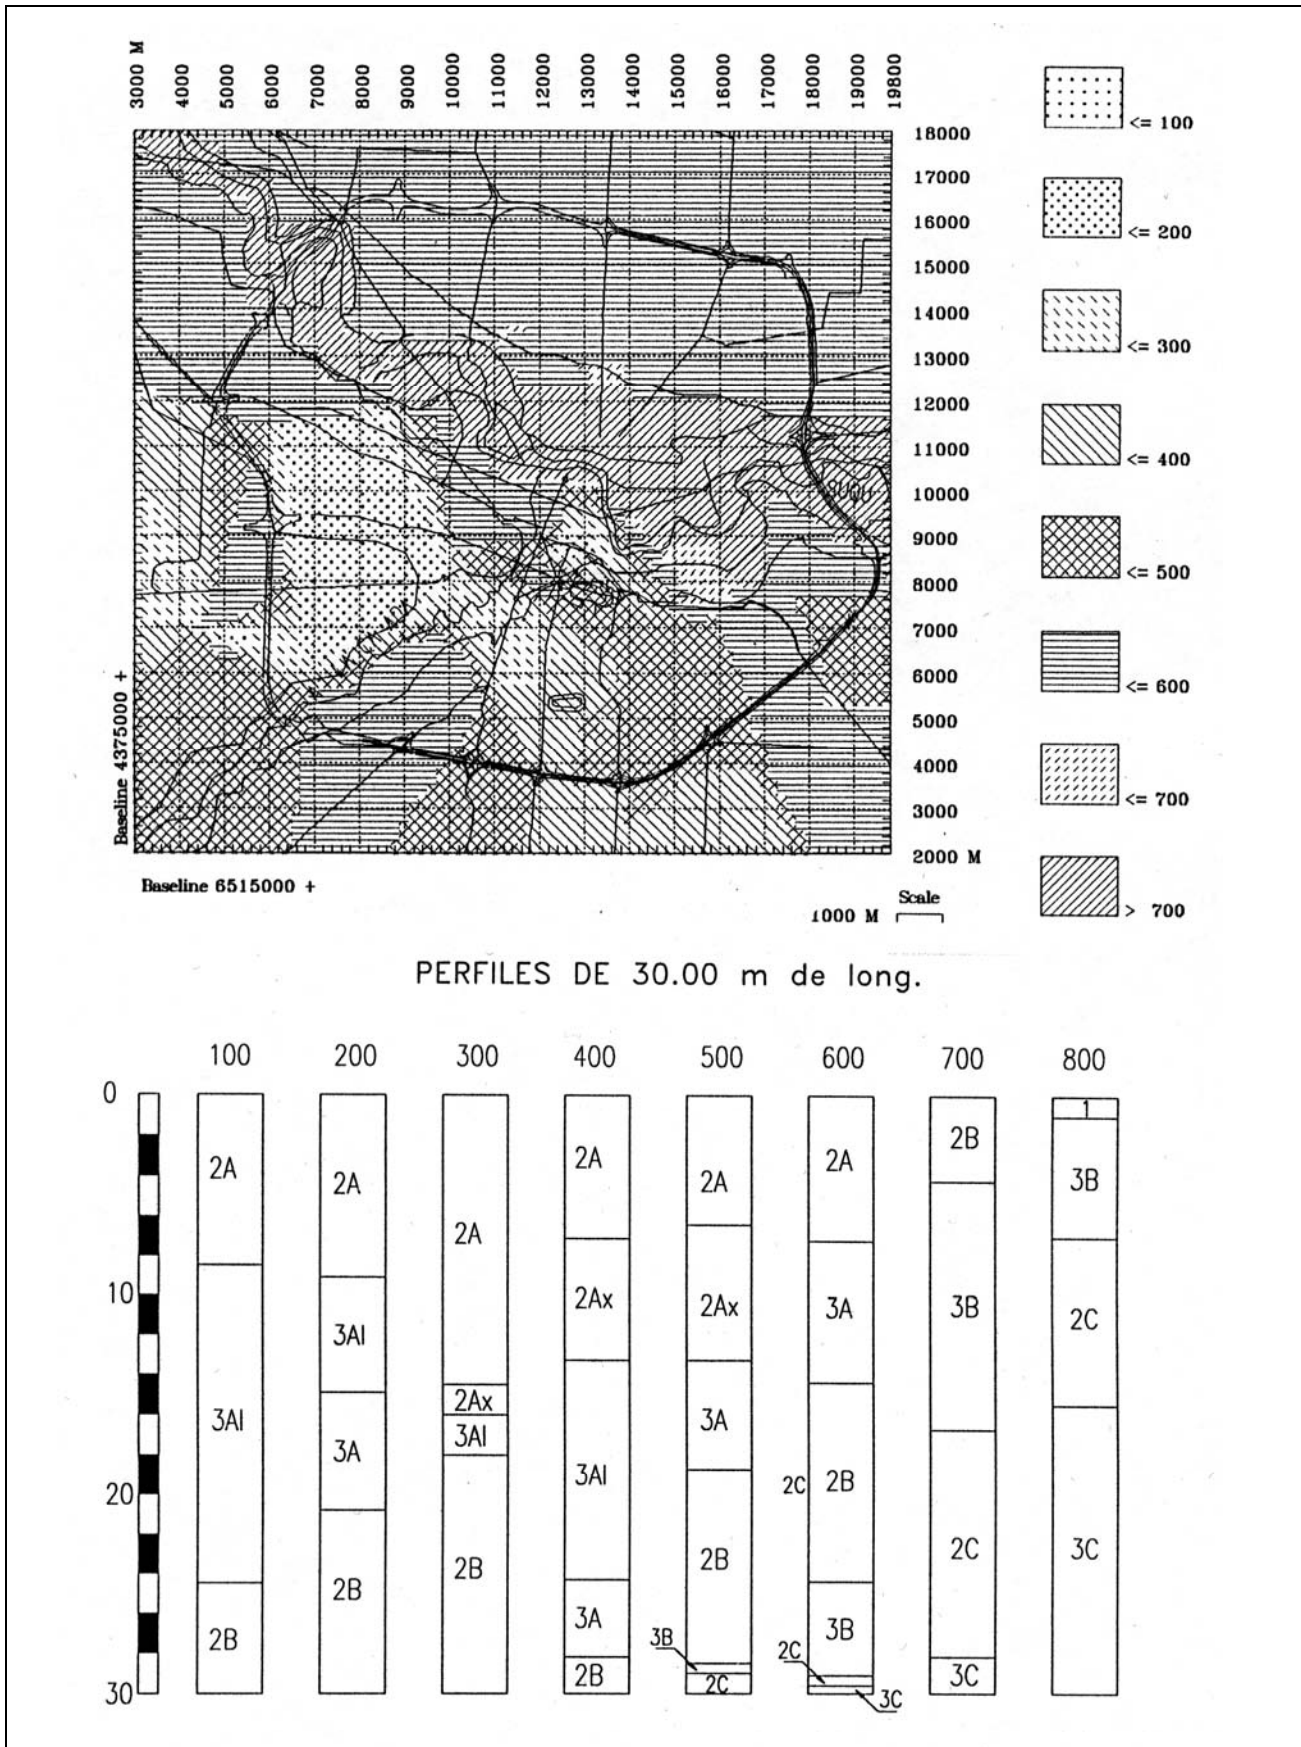 3000 M
4000
5000
6000
7000
8000
9000
10000
11000
12000
13000
14000
15000
16000
17000
18000
19000
19800
18000
17000
16000
15000
14000
13000
12000
11000
10000
9000
8000
7000
6000
5000
4000
3000
2000 M
Baseline 4375000 +
Baseline 6515000 +
Scale
1000 M
<= 100
<= 200
<= 300
<= 400
<= 500
<= 600
<= 700
> 700
PERFILES DE 30.00 m de long.
100 200 300 400 500 600 700 800
0
10
20
30
2A
3AI
2B
2A
3AI
3A
2B
2A
2Ax
3AI
2B
2A
2Ax
3AI
3A
2B
2A
2Ax
3A
2B
3B
2C
2A
3A
2C
2B
3B
2C
3C
2B
3B
2C
3C
1
3B
2C
3C